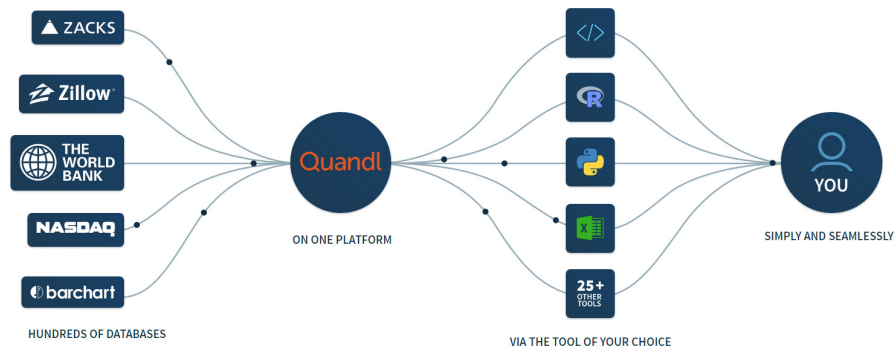 ZACKS
Zillow®
THE
WORLD
BANK
NASDAQ
barchart
HUNDREDS OF DATABASES
Quandl
ON ONE PLATFORM
</>
R
X
25+
OTHER
TOOLS
VIA THE TOOL OF YOUR CHOICE
YOU
SIMPLY AND SEAMLESSLY